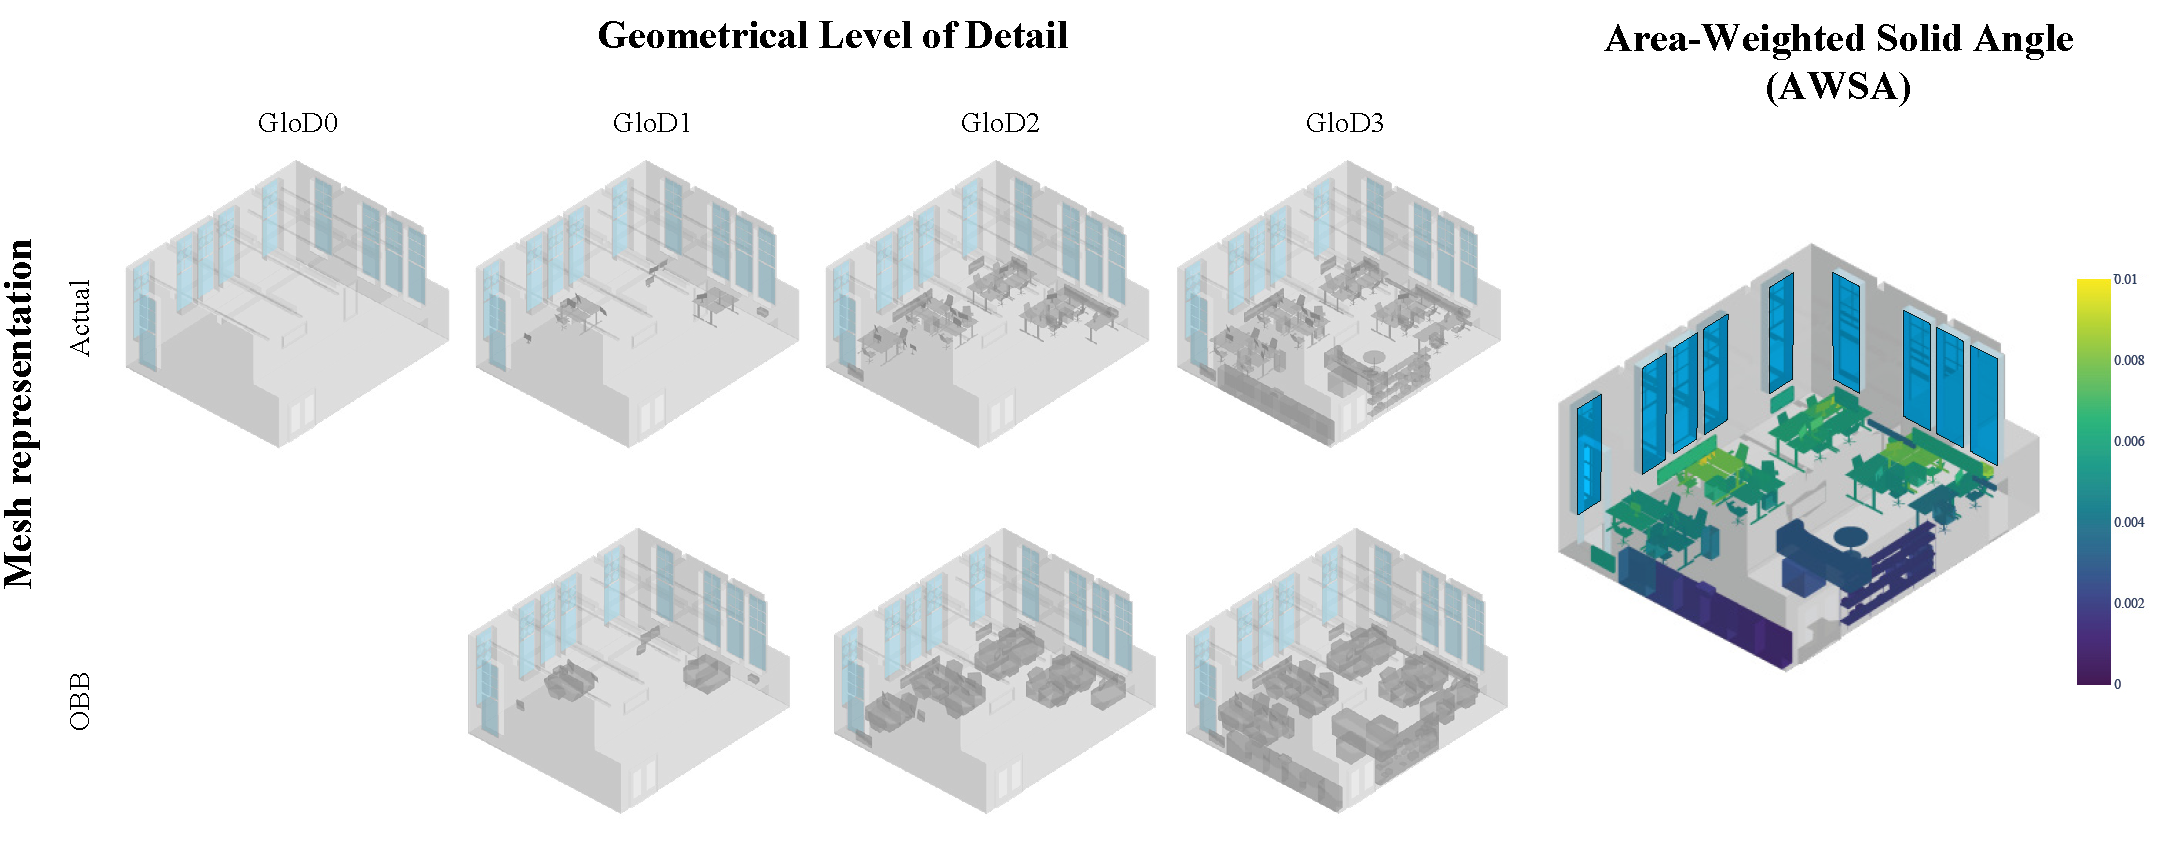 Geometrical Level of Detail
Area-Weighted Solid Angle
(AWSA)
GloD0
GloD1
GloD2
GloD3
Mesh representation
Actual
OBB
0.01
0.008
0.006
0.004
0.002
0